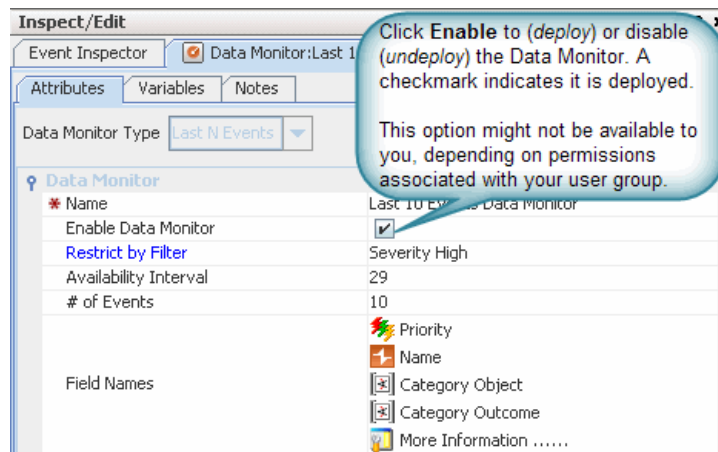 Inspect/Edit
Event Inspector
Data Monitor:Last 1
Click Enable to (deploy) or disable
(undeploy) the Data Monitor. A
checkmark indicates it is deployed.
This option might not be available to
you, depending on permissions
associated with your user group.
Attributes
Variables
Notes
Data Monitor Type
Last N Events
Data Monitor
* Name
Last 10 Events Data Monitor
Enable Data Monitor
Restrict by Filter
Severity High
Availability Interval
29
# of Events
10
Field Names
Priority
Name
Category Object
Category Outcome
More Information ......